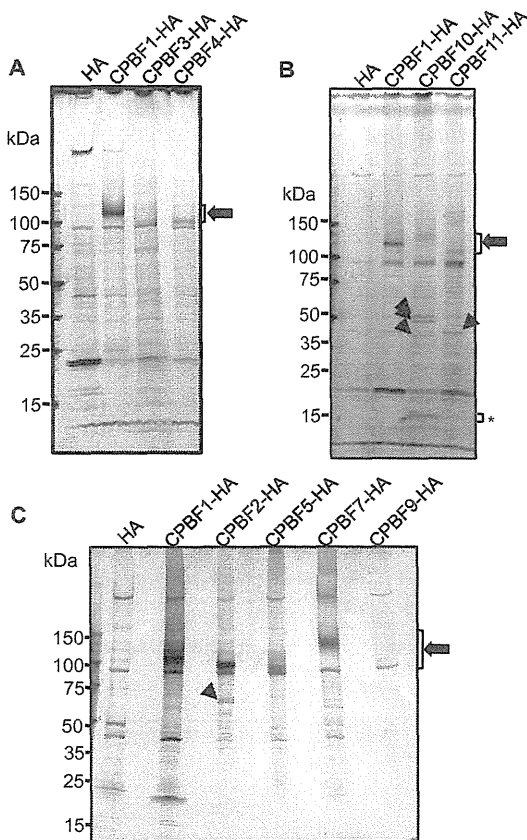 A
HA
CPBF1-HA
CPBF3-HA
CPBF4-HA
kDa
150
100
75
50
35
25
15
B
HA
CPBF1-HA
CPBF10-HA
CPBF11-HA
kDa
150
100
75
50
35
25
15
*
C
HA
CPBF1-HA
CPBF2-HA
CPBF5-HA
CPBF7-HA
CPBF9-HA
kDa
150
100
75
50
35
25
15